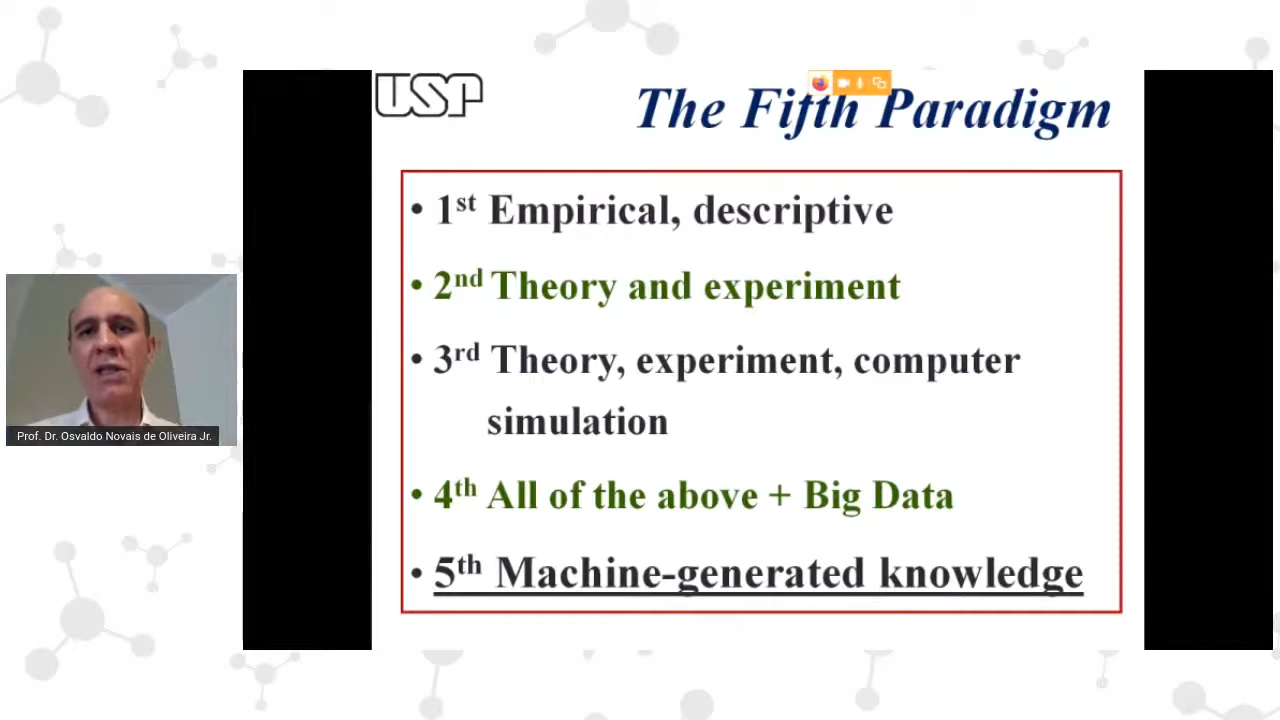 USP
The Fifth Paradigm
• 1st Empirical, descriptive
• 2nd Theory and experiment
• 3rd Theory, experiment, computer
simulation
• 4th All of the above + Big Data
• 5th Machine-generated knowledge
Prof. Dr. Osvaldo Novais de Oliveira Jr.